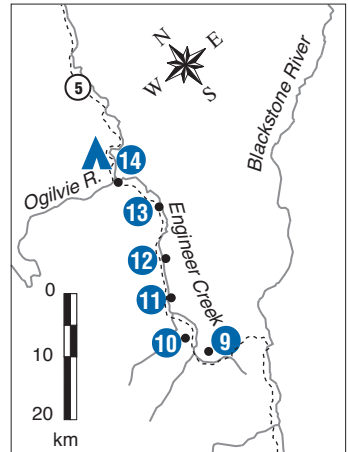 N
E
W
S
5
Blackstone River
14
Ogilvie R.
13
Engineer Creek
12
11
10
9
0
10
20
km